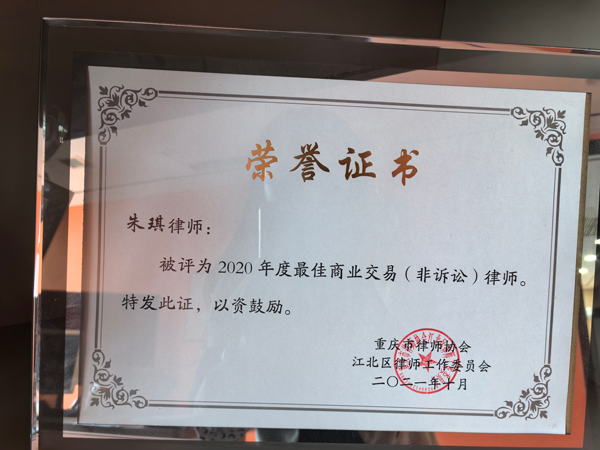 荣誉证书
朱琪律师：
被评为 2020 年度最佳商业交易（非诉讼）律师。
特发此证，以资鼓励。
重庆市律师协会
江北区律师工作委员会
二〇二一年十月